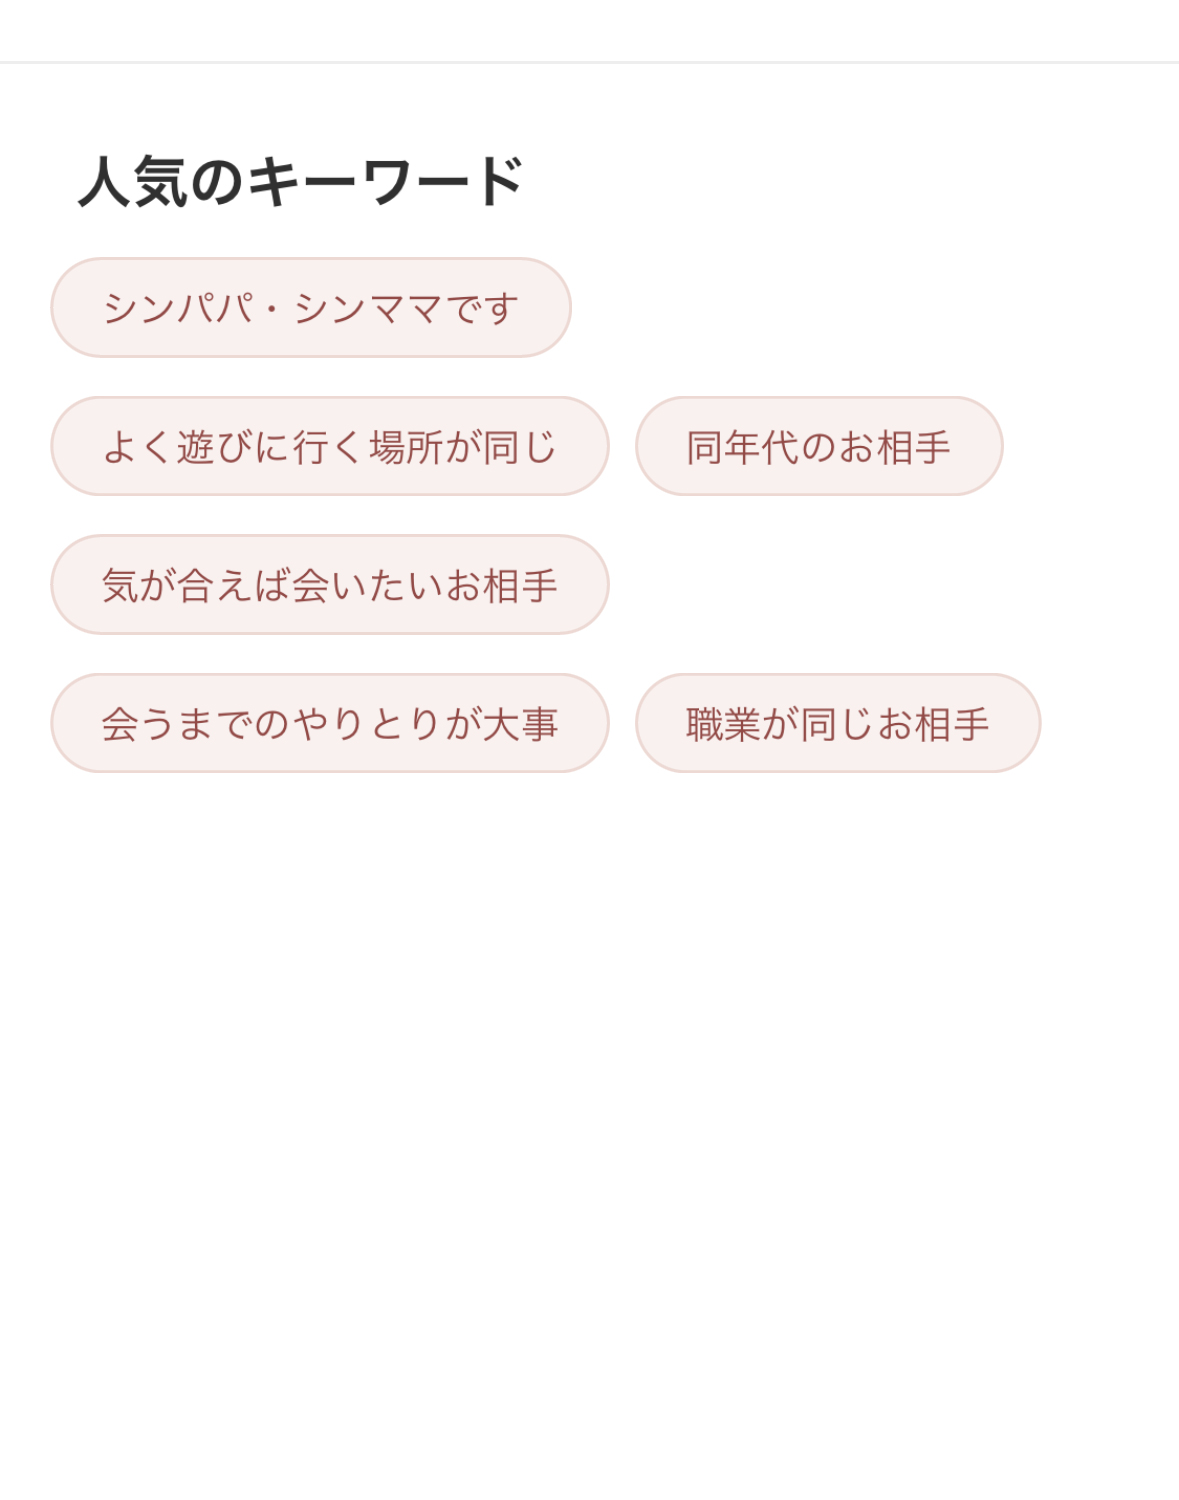 人気のキーワード
シンパパ・シンママです
よく遊びに行く場所が同じ
同年代のお相手
気が合えば会いたいお相手
会うまでのやりとりが大事
職業が同じお相手